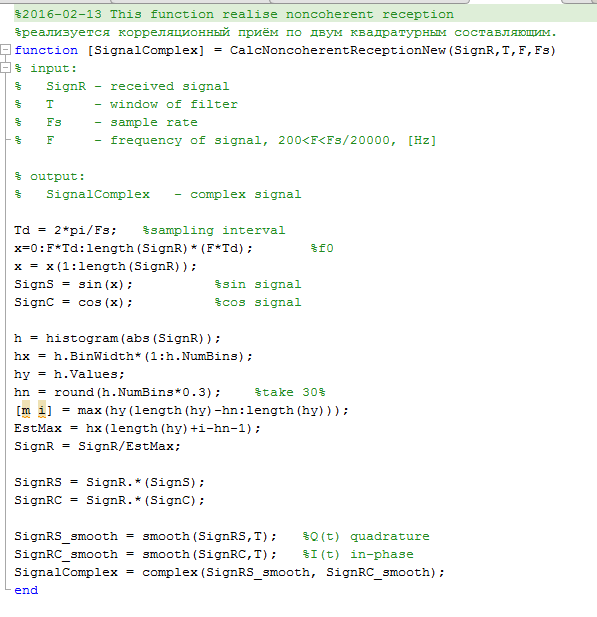 %2016-02-13 This function realise noncoherent reception
%реализуется корреляционный приём по двум квадратурным составляющим.
function [SignalComplex] = CalcNoncoherentReceptionNew(SignR,T,F,Fs)
% input:
%   SignR - received signal
%   T     - window of filter
%   Fs    - sample rate
%   F     - frequency of signal, 200<F<Fs/20000, [Hz]

% output:
%   SignalComplex   - complex signal

Td = 2*pi/Fs;   %sampling interval
x=0:F*Td:length(SignR)*(F*Td);       %f0
x = x(1:length(SignR));
SignS = sin(x);          %sin signal
SignC = cos(x);          %cos signal

h = histogram(abs(SignR));
hx = h.BinWidth*(1:h.NumBins);
hy = h.Values;
hn = round(h.NumBins*0.3);    %take 30%
[m i] = max(hy(length(hy)-hn:length(hy)));
EstMax = hx(length(hy)+i-hn-1);
SignR = SignR/EstMax;

SignRS = SignR.*(SignS);
SignRC = SignR.*(SignC);

SignRS_smooth = smooth(SignRS,T);   %Q(t) quadrature
SignRC_smooth = smooth(SignRC,T);   %I(t) in-phase
SignalComplex = complex(SignRS_smooth, SignRC_smooth);
end